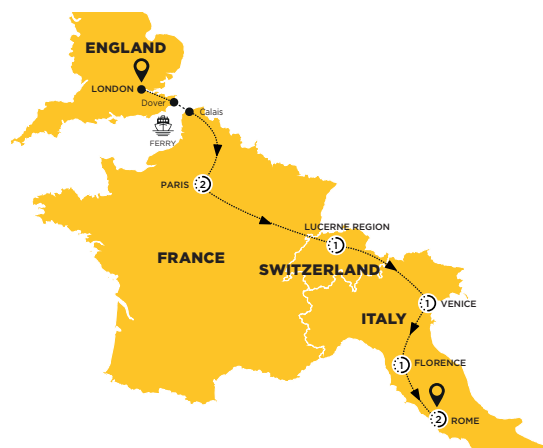 ENGLAND
LONDON
Dover
Calais
FERRY
PARIS 2
LUCERNE REGION
1
FRANCE
SWITZERLAND
1 VENICE
ITALY
1 FLORENCE
2 ROME